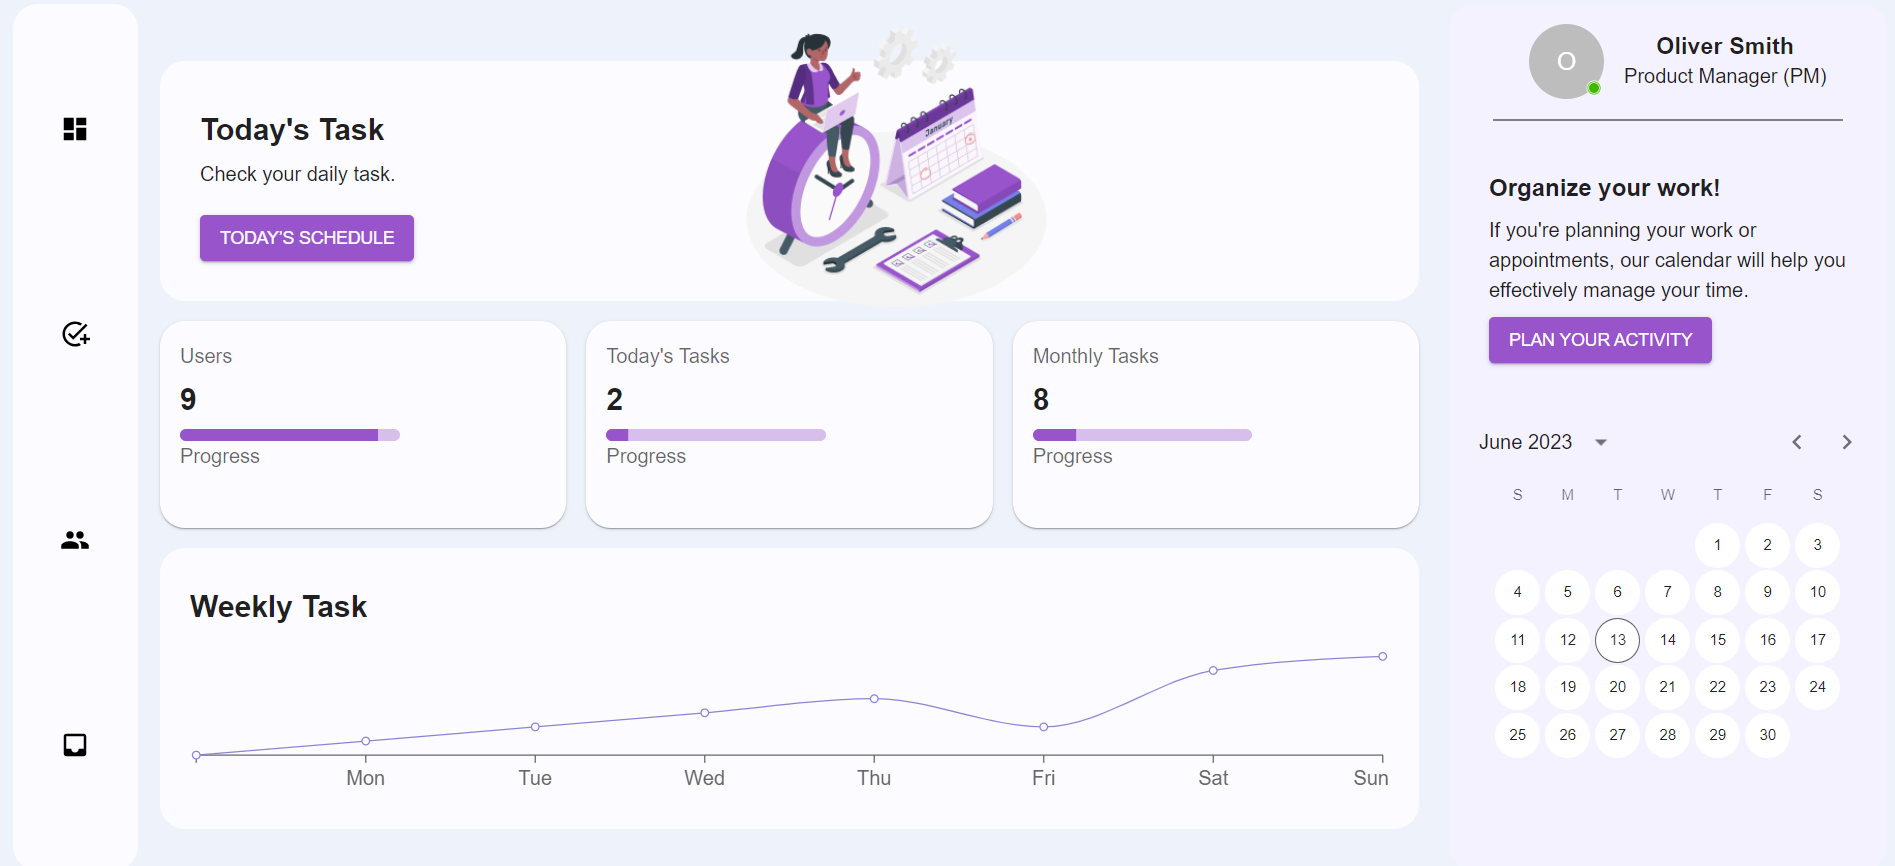 Today's Task
Check your daily task.
TODAY'S SCHEDULE
January
Users
9
Progress
Today's Tasks
2
Progress
Monthly Tasks
8
Progress
Weekly Task
Mon Tue Wed Thu Fri Sat Sun
O
Oliver Smith
Product Manager (PM)
Organize your work!
If you're planning your work or
appointments, our calendar will help you
effectively manage your time.
PLAN YOUR ACTIVITY
June 2023
S M T W T F S
1 2 3
4 5 6 7 8 9 10
11 12 13 14 15 16 17
18 19 20 21 22 23 24
25 26 27 28 29 30